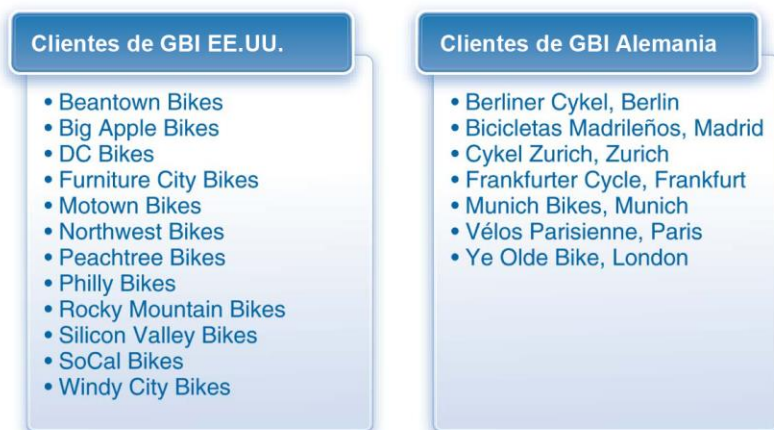 Clientes de GBI EE.UU.
• Beantown Bikes
• Big Apple Bikes
• DC Bikes
• Furniture City Bikes
• Motown Bikes
• Northwest Bikes
• Peachtree Bikes
• Philly Bikes
• Rocky Mountain Bikes
• Silicon Valley Bikes
• SoCal Bikes
• Windy City Bikes
Clientes de GBI Alemania
• Berliner Cykel, Berlin
• Bicicletas Madrileños, Madrid
• Cykel Zurich, Zurich
• Frankfurter Cycle, Frankfurt
• Munich Bikes, Munich
• Vélos Parisienne, Paris
• Ye Olde Bike, London